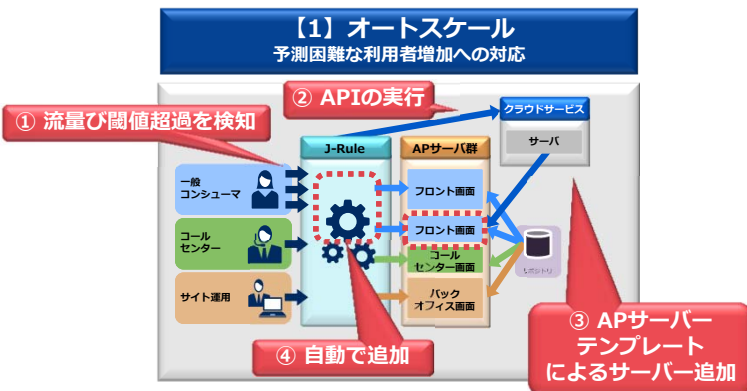 【1】オートスケール
予測困難な利用者増加への対応
② APIの実行
クラウドサービス
① 流量び閾値超過を検知
サーバ
J-Rule
APサーバ群
一般
コンシューマ
フロント画面
フロント画面
コール
センター
コール
センター画面
リポジトリ
サイト運用
バック
オフィス画面
③ APサーバー
テンプレート
によるサーバー追加
④ 自動で追加